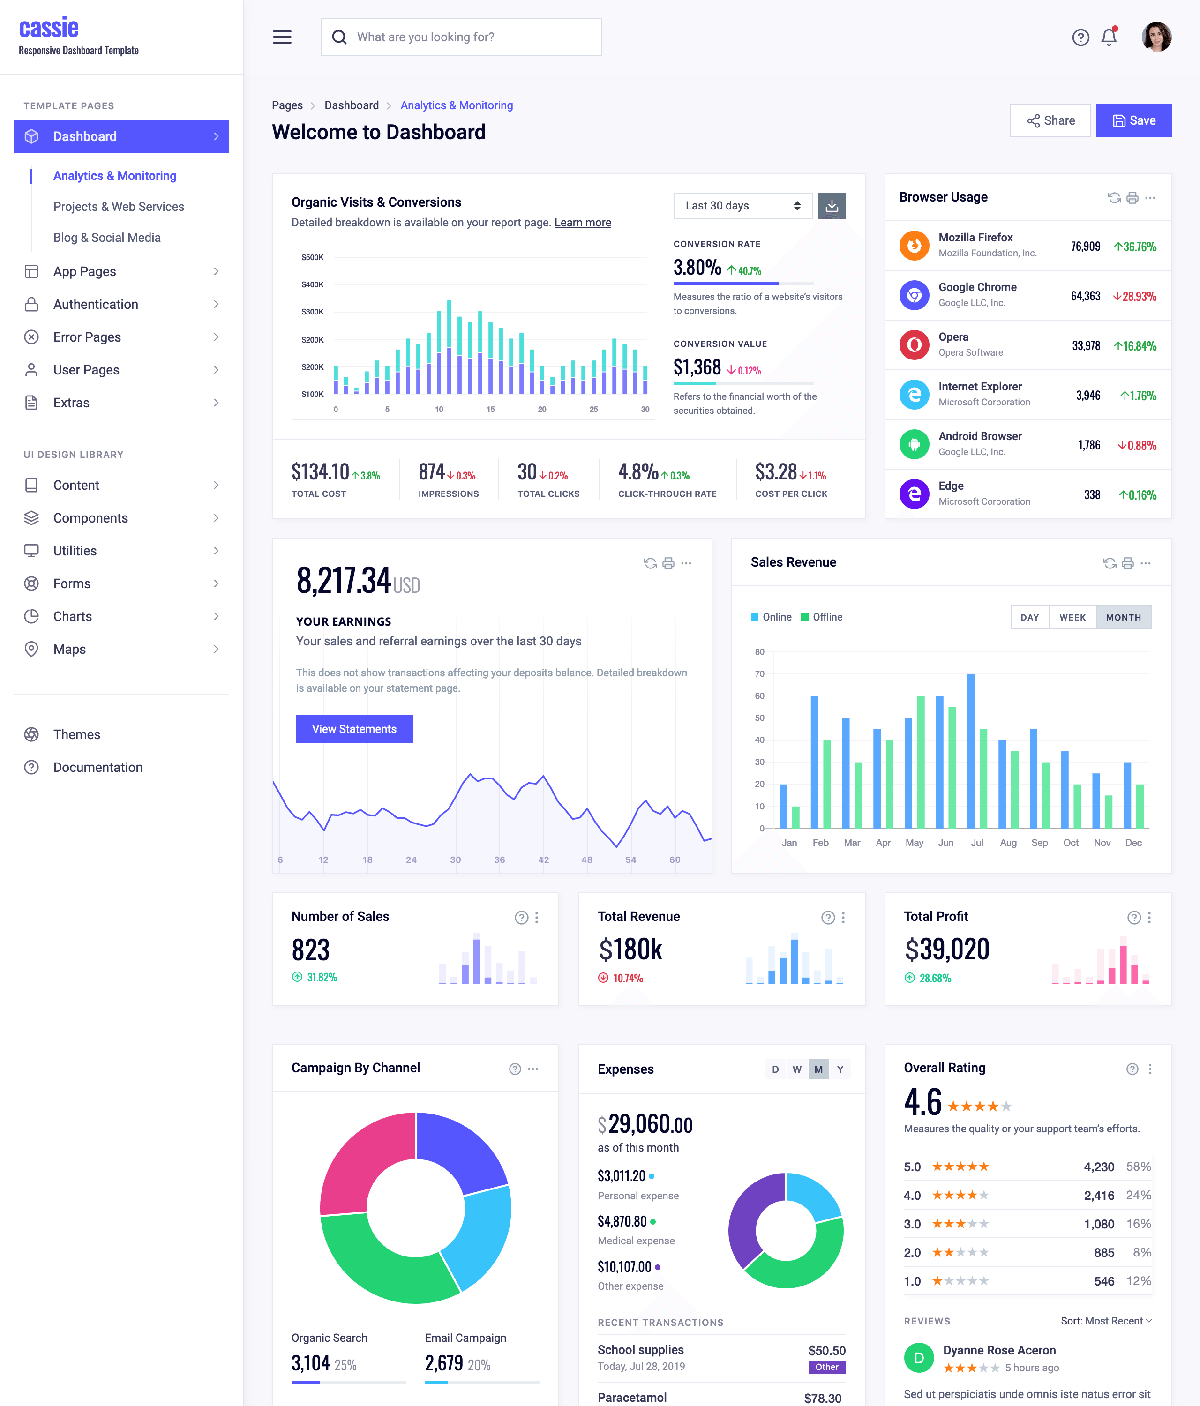 cassie
Responsive Dashboard Template
What are you looking for?
TEMPLATE PAGES
Dashboard
Analytics & Monitoring
Projects & Web Services
Blog & Social Media
App Pages
Authentication
Error Pages
User Pages
Extras
UI DESIGN LIBRARY
Content
Components
Utilities
Forms
Charts
Maps
Themes
Documentation
Pages > Dashboard > Analytics & Monitoring
Welcome to Dashboard
Share
Save
Organic Visits & Conversions
Detailed breakdown is available on your report page. Learn more
Last 30 days
$500K
$400K
$300K
$200K
$200K
$100K
0 5 10 15 20 25 30
CONVERSION RATE
3.80% 40.7%
Measures the ratio of a website's visitors
to conversions.
CONVERSION VALUE
$1,368 0.12%
Refers to the financial worth of the
securities obtained.
$134.10 3.8%
TOTAL COST
874 0.3%
IMPRESSIONS
30 0.2%
TOTAL CLICKS
4.8% 0.3%
CLICK-THROUGH RATE
$3.28 1.1%
COST PER CLICK
Browser Usage
Mozilla Firefox
Mozilla Foundation, Inc.
76,909 36.76%
Google Chrome
Google LLC, Inc.
64,363 28.93%
Opera
Opera Software
33,978 16.84%
Internet Explorer
Microsoft Corporation
3,946 1.76%
Android Browser
Google LLC, Inc.
1,786 0.88%
Edge
Microsoft Corporation
338 0.16%
8,217.34USD
YOUR EARNINGS
Your sales and referral earnings over the last 30 days
This does not show transactions affecting your deposits balance. Detailed breakdown
is available on your statement page.
View Statements
6 12 18 24 30 36 42 48 54 60
Sales Revenue
Online Offline
DAY WEEK MONTH
80
70
60
50
40
30
20
10
0
Jan Feb Mar Apr May Jun Jul Aug Sep Oct Nov Dec
Number of Sales
823
31.82%
Total Revenue
$180k
10.74%
Total Profit
$39,020
28.68%
Campaign By Channel
Organic Search
3,104 25%
Email Campaign
2,679 20%
Expenses
D W M Y
$29,060.00
as of this month
$3,011.20
Personal expense
$4,870.80
Medical expense
$10,107.00
Other expense
RECENT TRANSACTIONS
School supplies $50.50
Today, Jul 28, 2019 Other
Paracetamol $78.30
Overall Rating
4.6
Measures the quality or your support team's efforts.
5.0 4,230 58%
4.0 2,416 24%
3.0 1,080 16%
2.0 885 8%
1.0 546 12%
REVIEWS Sort: Most Recent
D
Dyanne Rose Aceron
5 hours ago
Sed ut perspiciatis unde omnis iste natus error sit